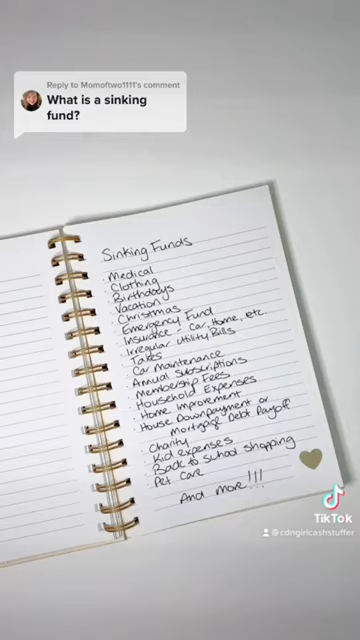 Reply to Momoftwo1111's comment
What is a sinking
fund?
Sinking Funds
Medical
Clothing
Birthdays
Vacation
Christmas
Emergency Fund
Insurance - Car, Home, etc.
Irregular Utility Bills
Taxes
Car Maintenance
Annual Subscriptions
Membership Fees
Household Expenses
Home Improvement
House Downpayment or
Mortgage Debt Payoff
Charity
Kid expenses
Back to school shopping
Pet Care
And more!!!
TikTok
@cdngirlcashstuffer